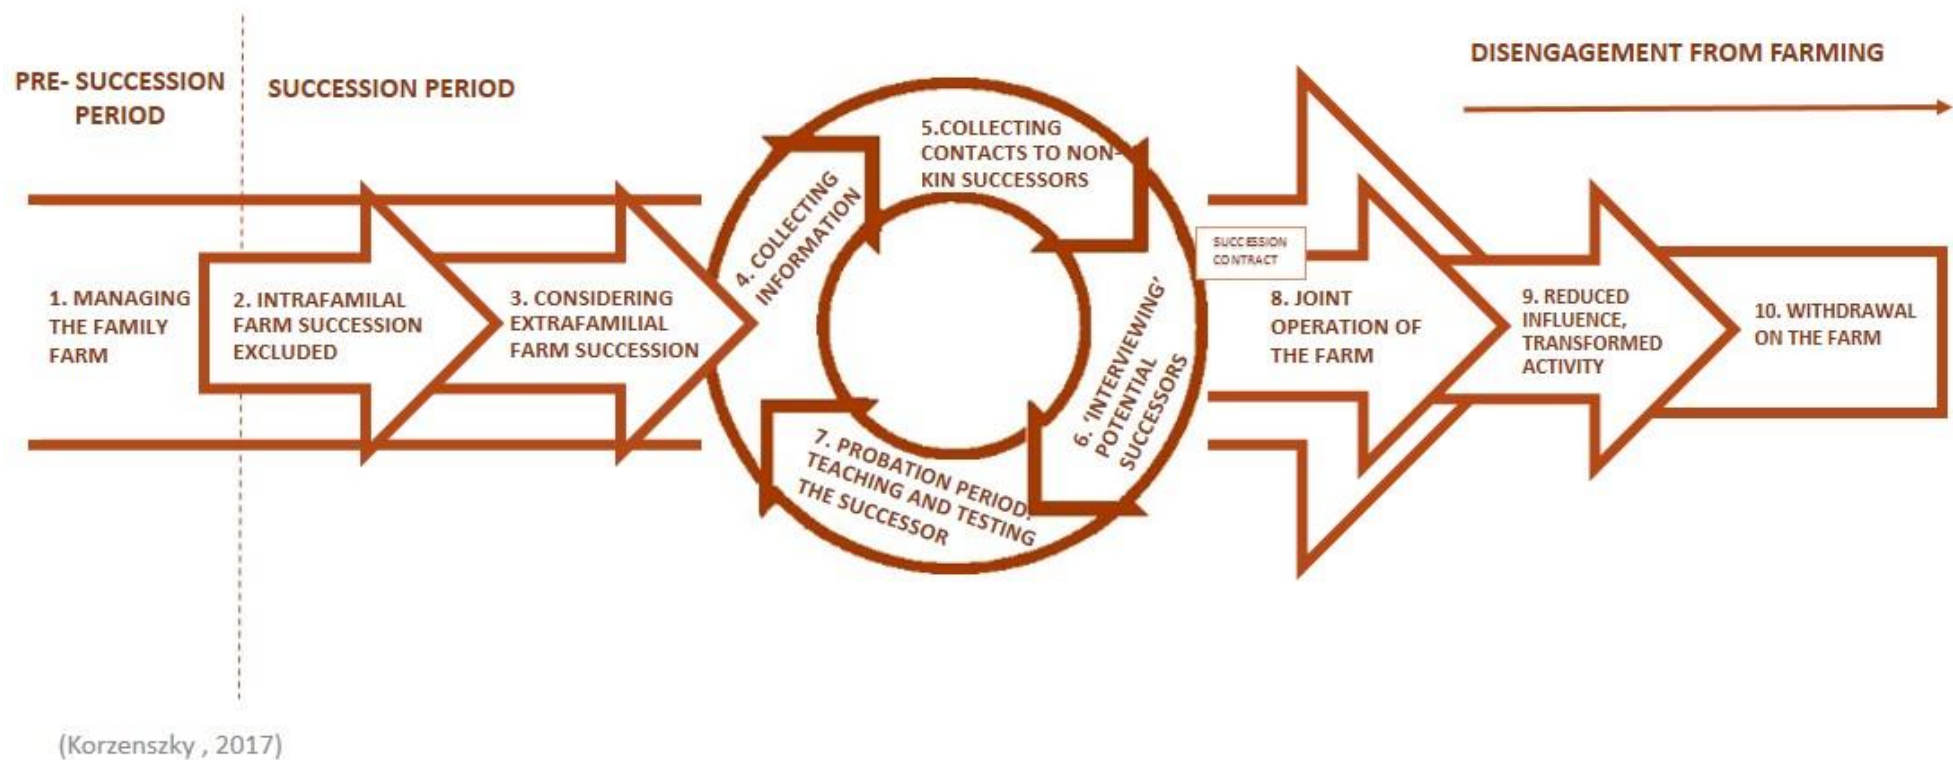 PRE- SUCCESSION
PERIOD
SUCCESSION PERIOD
DISENGAGEMENT FROM FARMING
1. MANAGING
THE FAMILY
FARM
2. INTRAFAMILAL
FARM SUCCESSION
EXCLUDED
3. CONSIDERING
EXTRAFAMILIAL
FARM SUCCESSION
4. COLLECTING
INFORMATION
5.COLLECTING
CONTACTS TO NON-
KIN SUCCESSORS
6. ‘INTERVIEWING’
POTENTIAL
SUCCESSORS
7. PROBATION PERIOD.
TEACHING AND TESTING
THE SUCCESSOR
SUCCESSION
CONTRACT
8. JOINT
OPERATION OF
THE FARM
9. REDUCED
INFLUENCE,
TRANSFORMED
ACTIVITY
10. WITHDRAWAL
ON THE FARM
(Korzenszky , 2017)